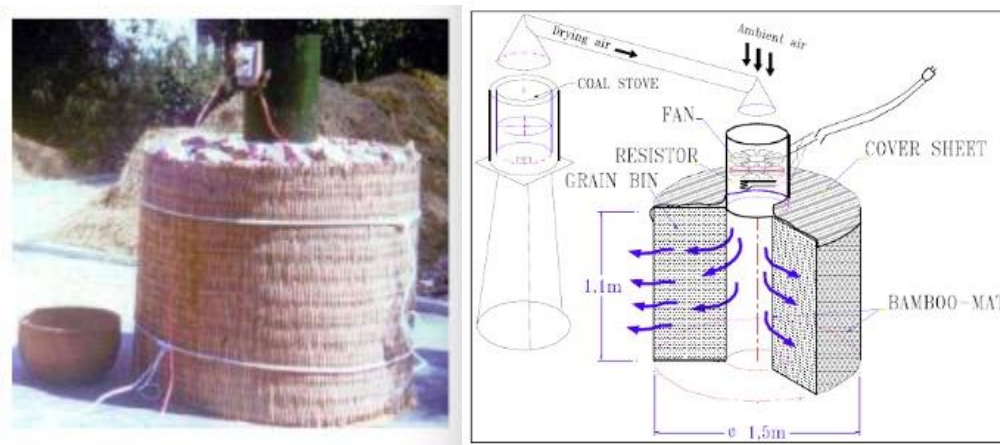 Drying air
Ambient air
COAL STOVE
FAN
RESISTOR
GRAIN BIN
COVER SHEET
1,1m
BAMBOO-MAT
ø 1,5m